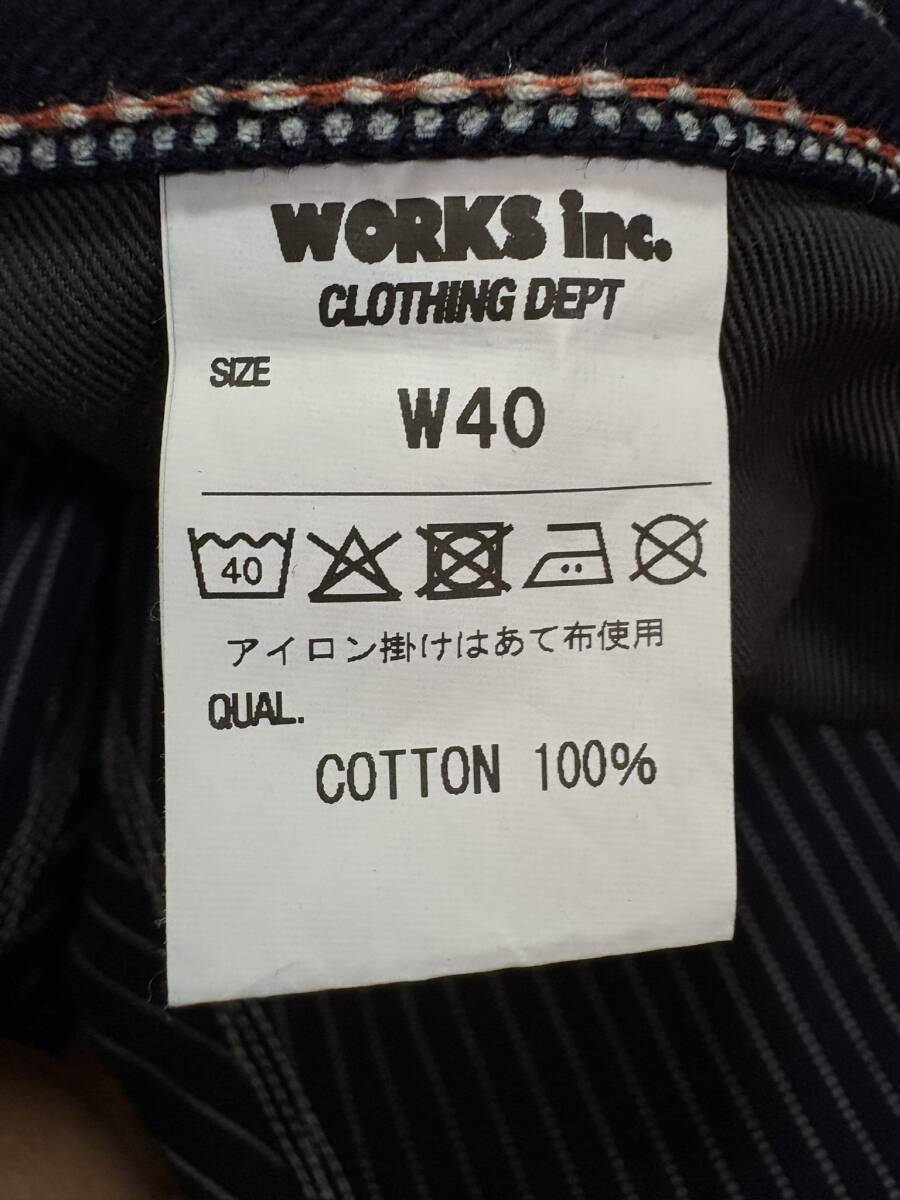 WORKS inc.
CLOTHING DEPT
SIZE
W40
40
アイロン掛けはあて布使用
QUAL.
COTTON 100%